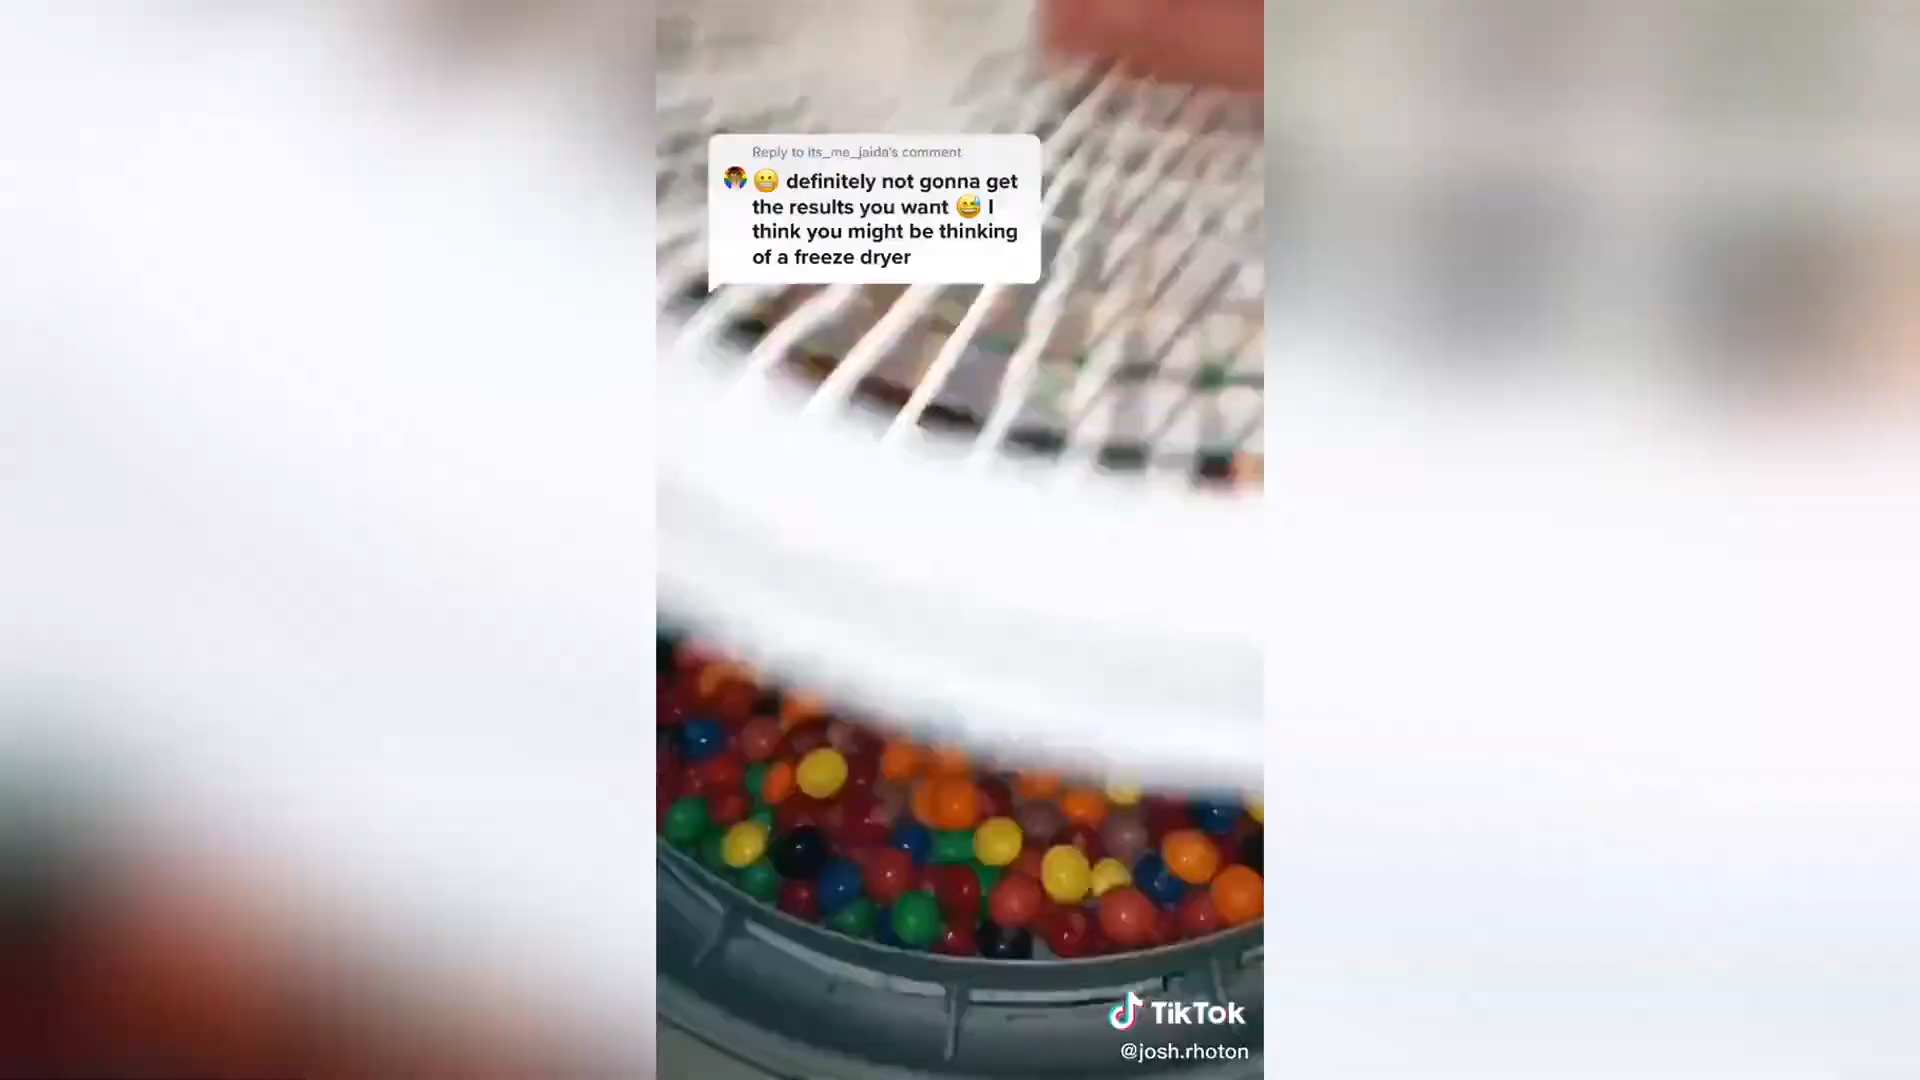 Reply to its_me_jaida's comment
😬 definitely not gonna get
the results you want 😅 I
think you might be thinking
of a freeze dryer
TikTok
@josh.rhoton